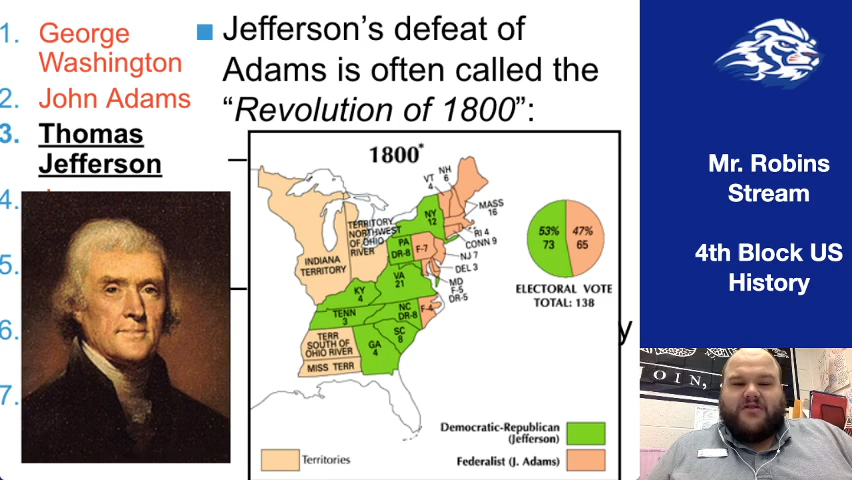 1. George
Washington
2. John Adams
3. Thomas
Jefferson
4.
5.
6.
7.
■ Jefferson’s defeat of
Adams is often called the
“Revolution of 1800”:
–
–
y
1800*
NH
6
VT
4
MASS
16
NY
12
RI 4
CONN 9
PA
DR-8
F-7
NJ 7
DEL 3
MD
F-5
DR-5
TERRITORY
NORTHWEST
OF OHIO
RIVER
INDIANA
TERRITORY
VA
21
KY
4
NC
DR-8
F-4
TENN
3
SC
8
GA
4
TERR
SOUTH OF
OHIO RIVER
MISS TERR
53%
73
47%
65
ELECTORAL VOTE
TOTAL: 138
Democratic-Republican
(Jefferson)
Federalist (J. Adams)
Territories
Mr. Robins
Stream
4th Block US
History
OIN,